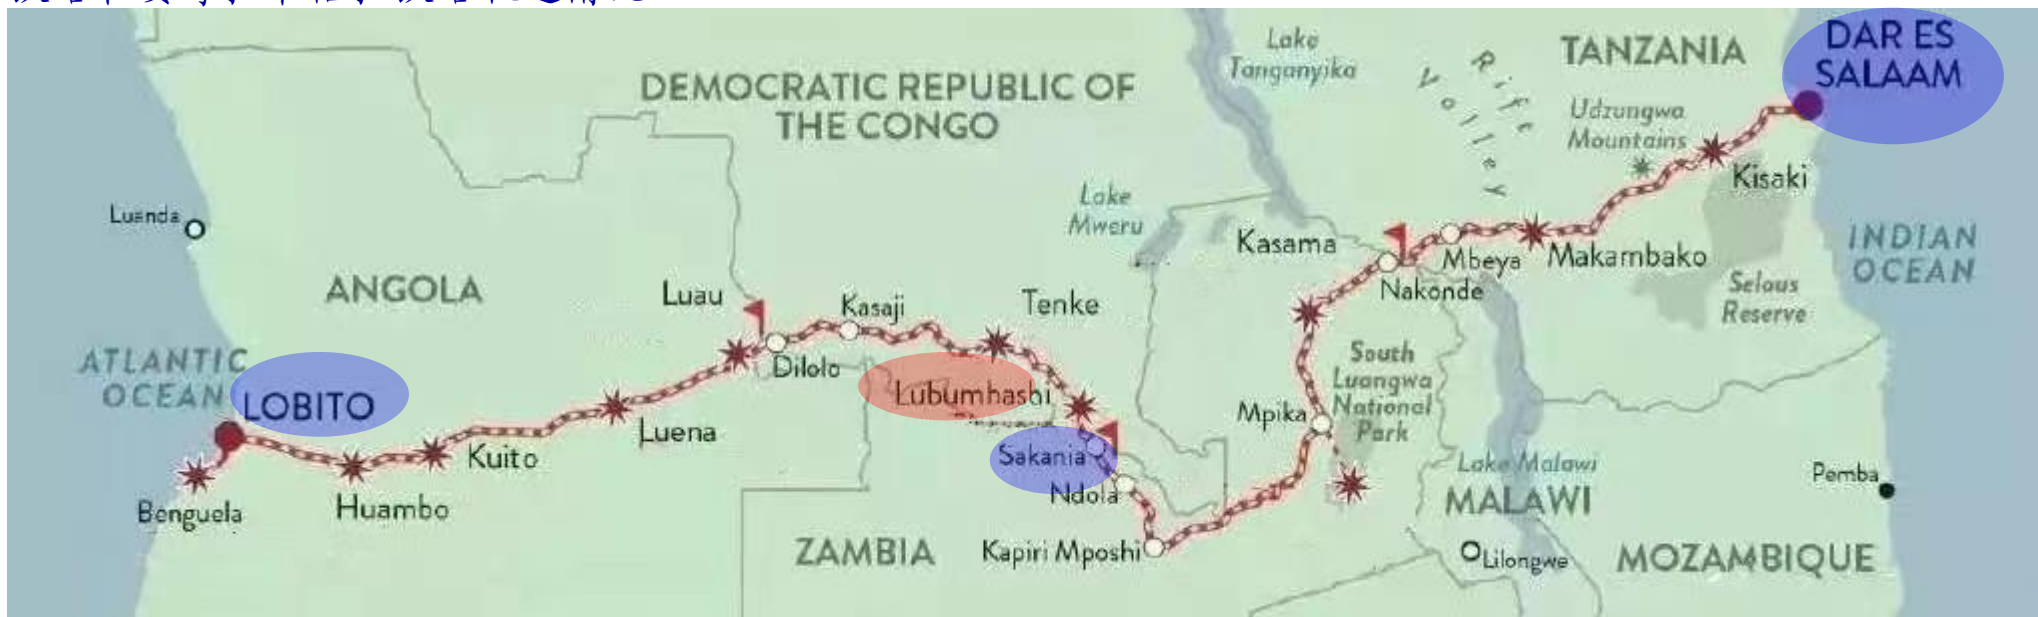 DAR ES
SALAAM
Lake
Tanganyika
Rift
Valley
TANZANIA
DEMOCRATIC REPUBLIC OF
THE CONGO
Udzungwa
Mountains
Kisaki
Lake
Mweru
Luanda
Kasama
Mbeya
Makambako
INDIAN
OCEAN
ANGOLA
Luau
Kasaji
Tenke
Nakonde
Selous
Reserve
ATLANTIC
OCEAN
Dilolo
South
Luangwa
National
Park
LOBITO
Lubumbashi
Mpika
Luena
Kuito
Sakania
Lake Malawi
Pemba
Benguela
Huambo
Ndola
MALAWI
ZAMBIA
Kapiri Mposhi
Lilongwe
MOZAMBIQUE